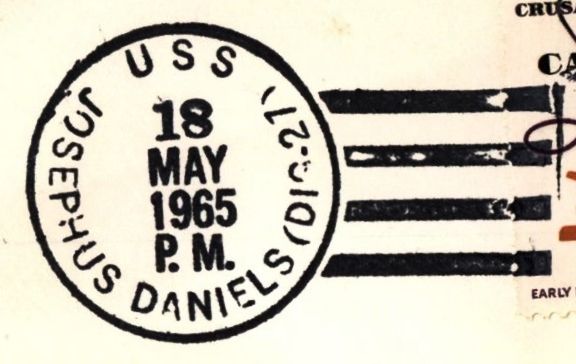 USS
JOSEPHUS DANIELS (DLG-27)
18
MAY
1965
P. M.
CRUSA
CA
EARLY